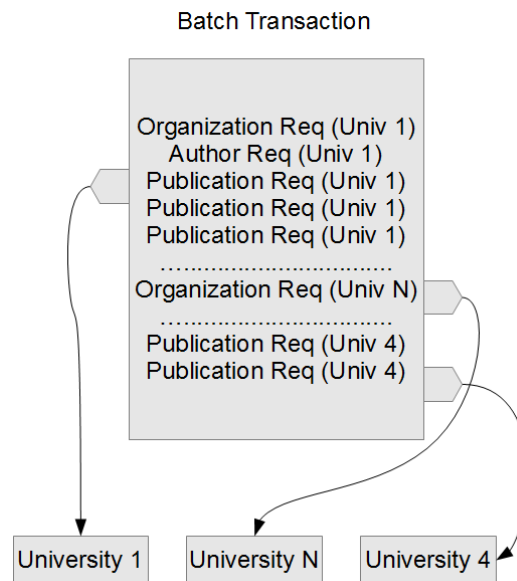 Batch Transaction
Organization Req (Univ 1)
Author Req (Univ 1)
Publication Req (Univ 1)
Publication Req (Univ 1)
Publication Req (Univ 1)
...................................
Organization Req (Univ N)
...................................
Publication Req (Univ 4)
Publication Req (Univ 4)
University 1
University N
University 4